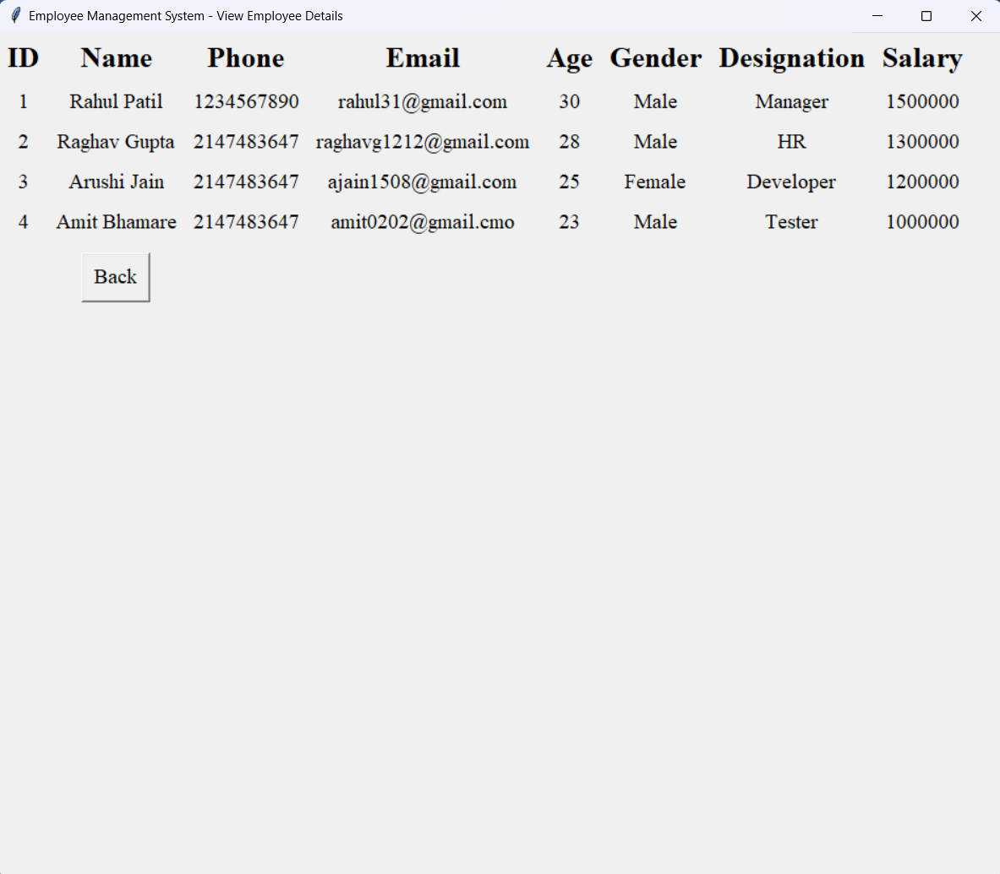 Employee Management System - View Employee Details
ID Name Phone Email Age Gender Designation Salary
1 Rahul Patil 1234567890 rahul31@gmail.com 30 Male Manager 1500000
2 Raghav Gupta 2147483647 raghavg1212@gmail.com 28 Male HR 1300000
3 Arushi Jain 2147483647 ajain1508@gmail.com 25 Female Developer 1200000
4 Amit Bhamare 2147483647 amit0202@gmail.cmo 23 Male Tester 1000000
Back